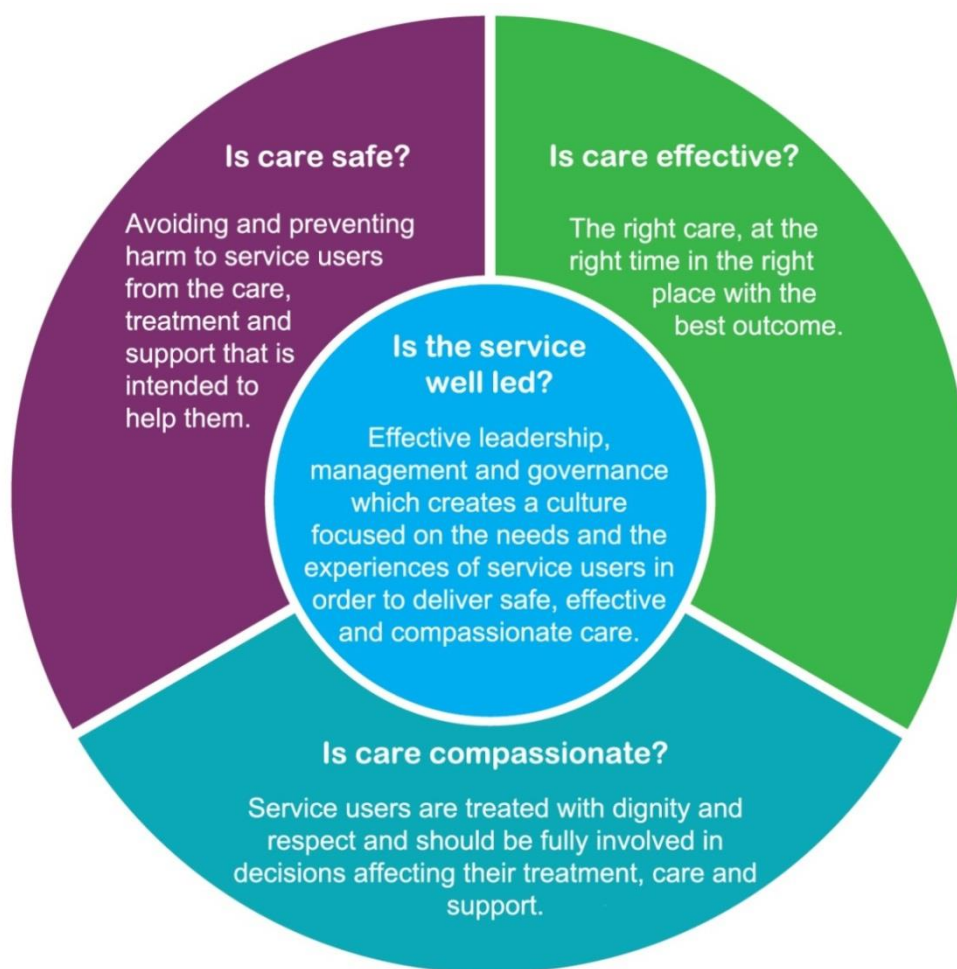 Is care safe?
Avoiding and preventing
harm to service users
from the care,
treatment and
support that is
intended to
help them.
Is care effective?
The right care, at the
right time in the right
place with the
best outcome.
Is the service
well led?
Effective leadership,
management and governance
which creates a culture
focused on the needs and the
experiences of service users in
order to deliver safe, effective
and compassionate care.
Is care compassionate?
Service users are treated with dignity and
respect and should be fully involved in
decisions affecting their treatment, care and
support.